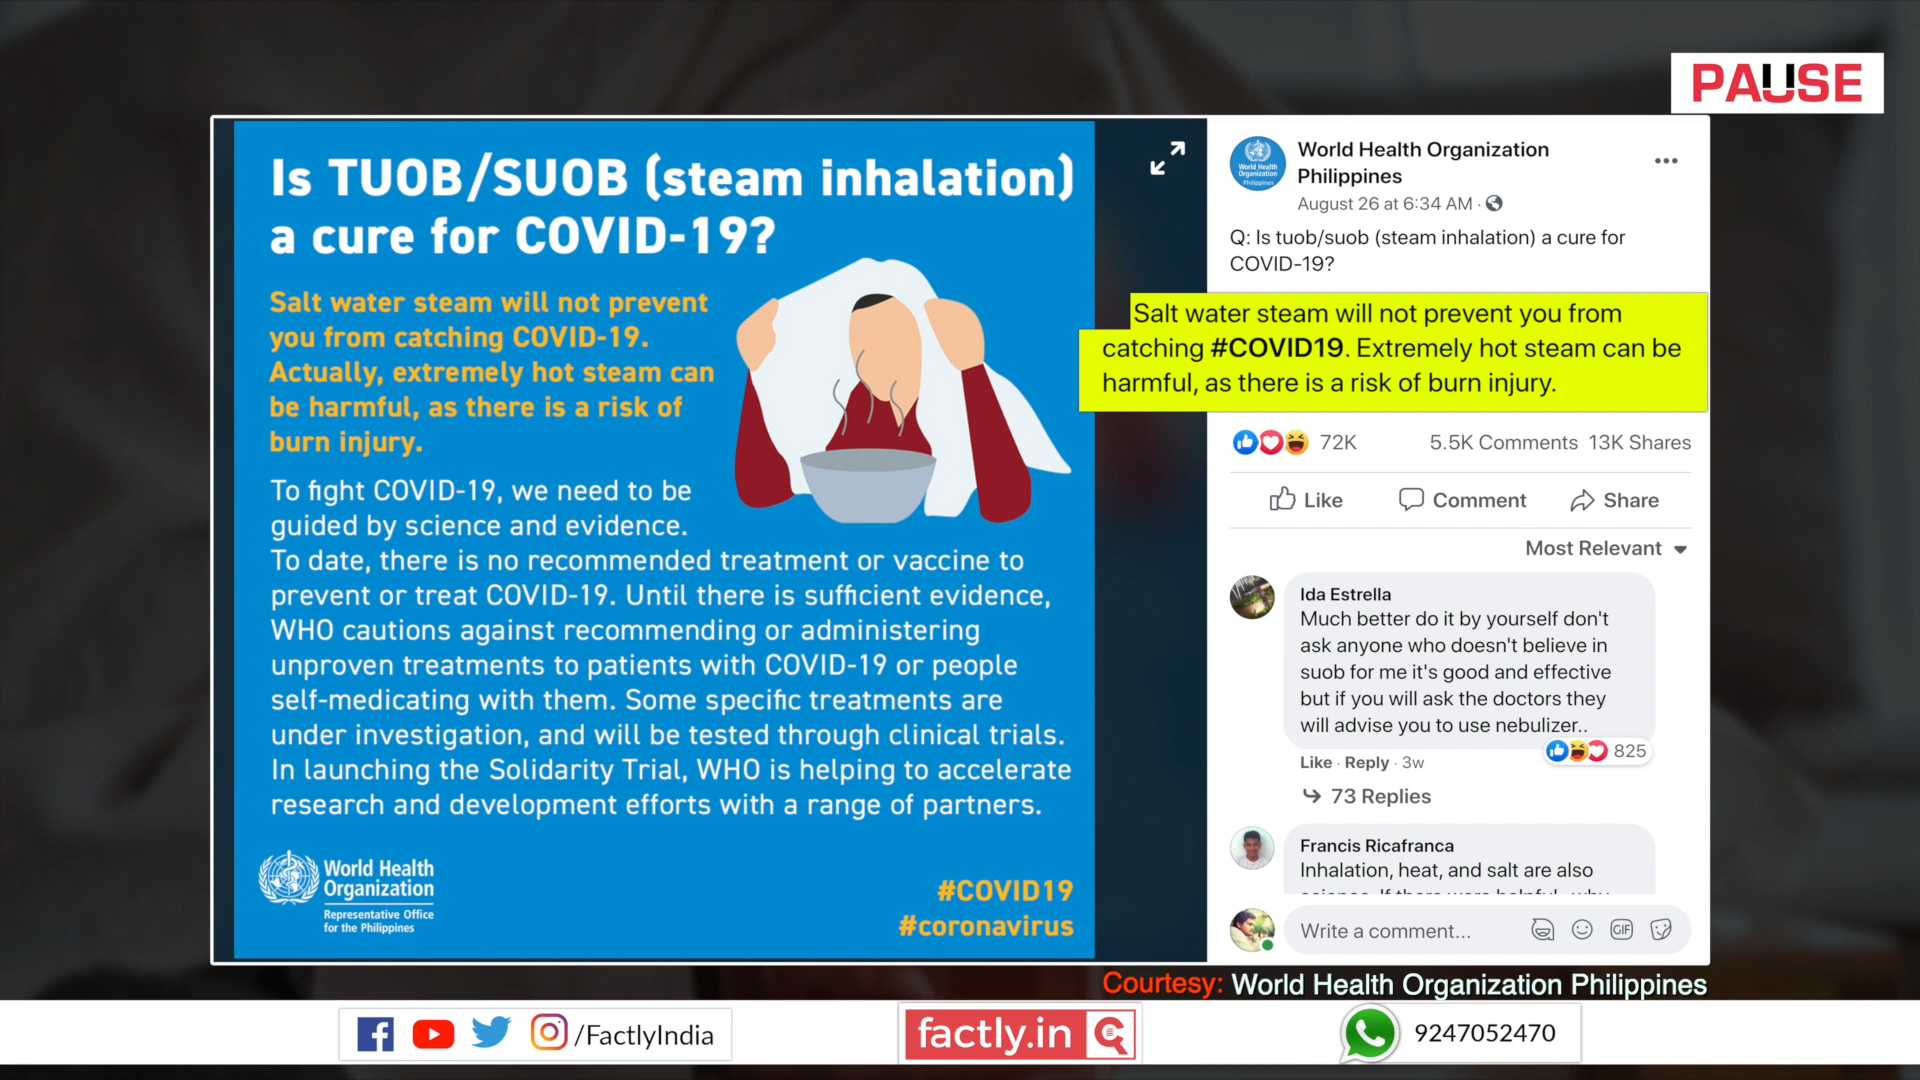 PAUSE
Is TUOB/SUOB (steam inhalation)
a cure for COVID-19?
Salt water steam will not prevent
you from catching COVID-19.
Actually, extremely hot steam can
be harmful, as there is a risk of
burn injury.
To fight COVID-19, we need to be
guided by science and evidence.
To date, there is no recommended treatment or vaccine to
prevent or treat COVID-19. Until there is sufficient evidence,
WHO cautions against recommending or administering
unproven treatments to patients with COVID-19 or people
self-medicating with them. Some specific treatments are
under investigation, and will be tested through clinical trials.
In launching the Solidarity Trial, WHO is helping to accelerate
research and development efforts with a range of partners.
World Health
Organization
Representative Office
for the Philippines
#COVID19
#coronavirus
World Health
Organization
Philippines
World Health Organization
Philippines
August 26 at 6:34 AM ·
Q: Is tuob/suob (steam inhalation) a cure for
COVID-19?
Salt water steam will not prevent you from
catching #COVID19. Extremely hot steam can be
harmful, as there is a risk of burn injury.
72K 5.5K Comments 13K Shares
Like Comment Share
Most Relevant
Ida Estrella
Much better do it by yourself don't
ask anyone who doesn't believe in
suob for me it's good and effective
but if you will ask the doctors they
will advise you to use nebulizer..
825
Like · Reply · 3w
73 Replies
Francis Ricafranca
Inhalation, heat, and salt are also
Write a comment...
GIF
Courtesy: World Health Organization Philippines
/FactlyIndia
factly.in
9247052470